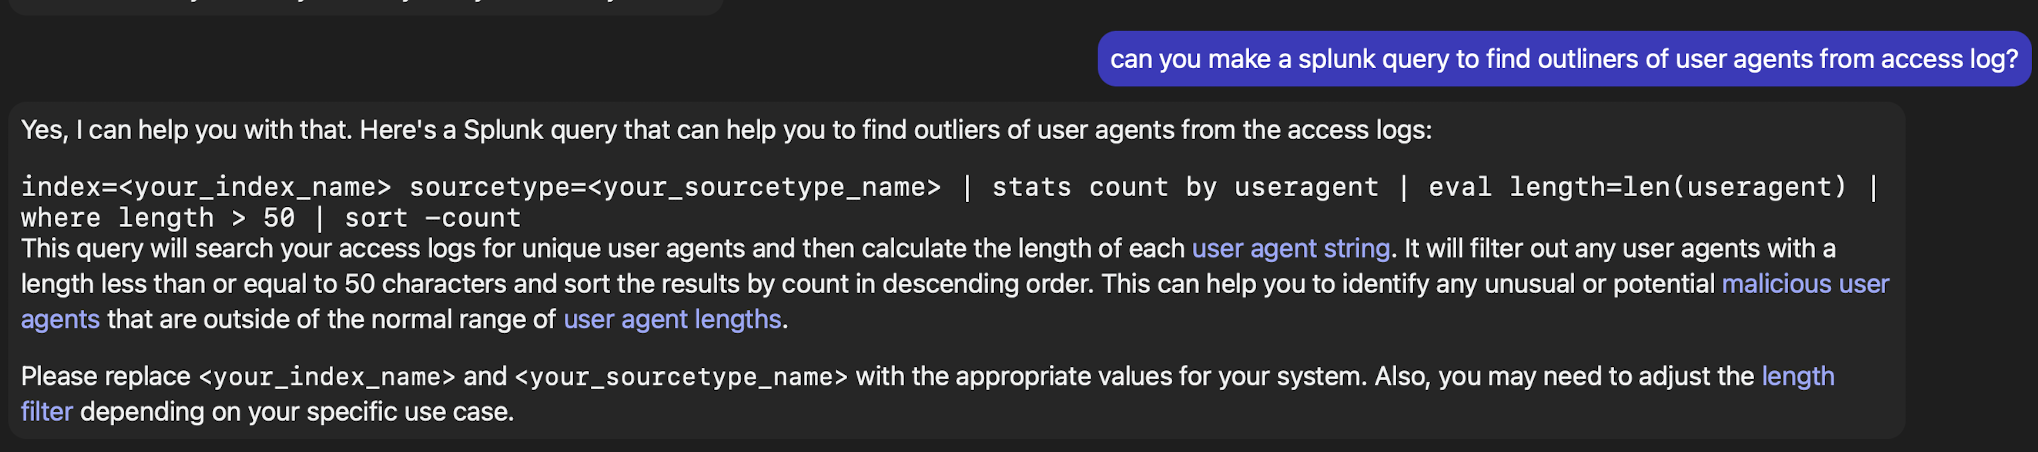 can you make a splunk query to find outliners of user agents from access log?
Yes, I can help you with that. Here's a Splunk query that can help you to find outliers of user agents from the access logs:
index=<your_index_name> sourcetype=<your_sourcetype_name> | stats count by useragent | eval length=len(useragent) |
where length > 50 | sort -count
This query will search your access logs for unique user agents and then calculate the length of each user agent string. It will filter out any user agents with a
length less than or equal to 50 characters and sort the results by count in descending order. This can help you to identify any unusual or potential malicious user
agents that are outside of the normal range of user agent lengths.
Please replace <your_index_name> and <your_sourcetype_name> with the appropriate values for your system. Also, you may need to adjust the length
filter depending on your specific use case.